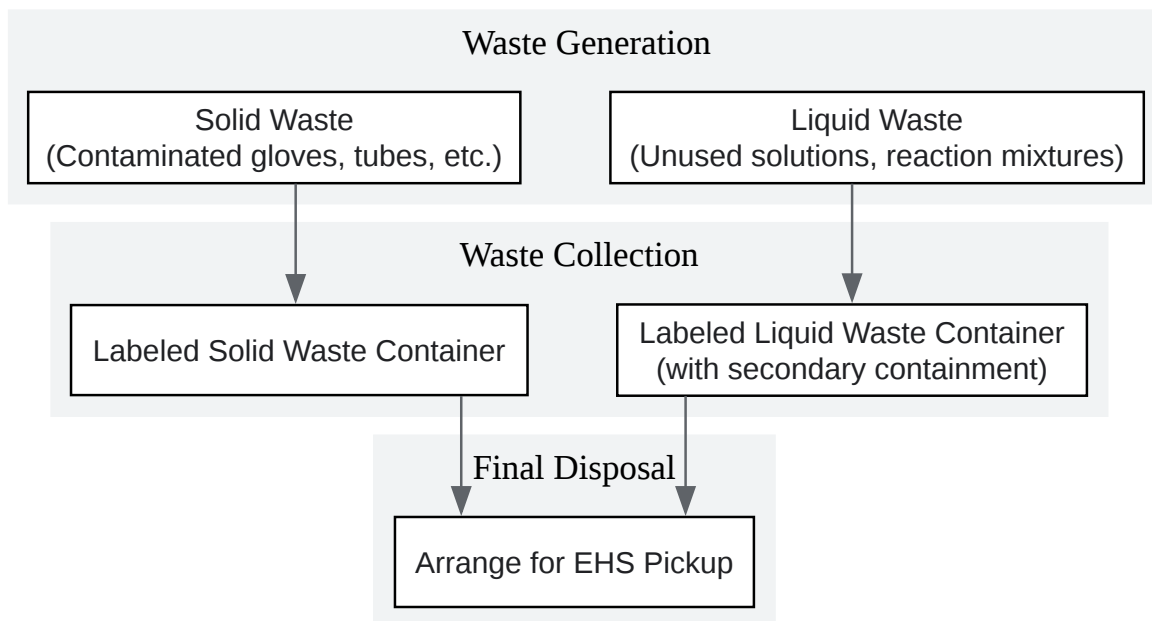 Waste Generation
Solid Waste
(Contaminated gloves, tubes, etc.)
Liquid Waste
(Unused solutions, reaction mixtures)
Waste Collection
Labeled Solid Waste Container
Labeled Liquid Waste Container
(with secondary containment)
Final Disposal
Arrange for EHS Pickup